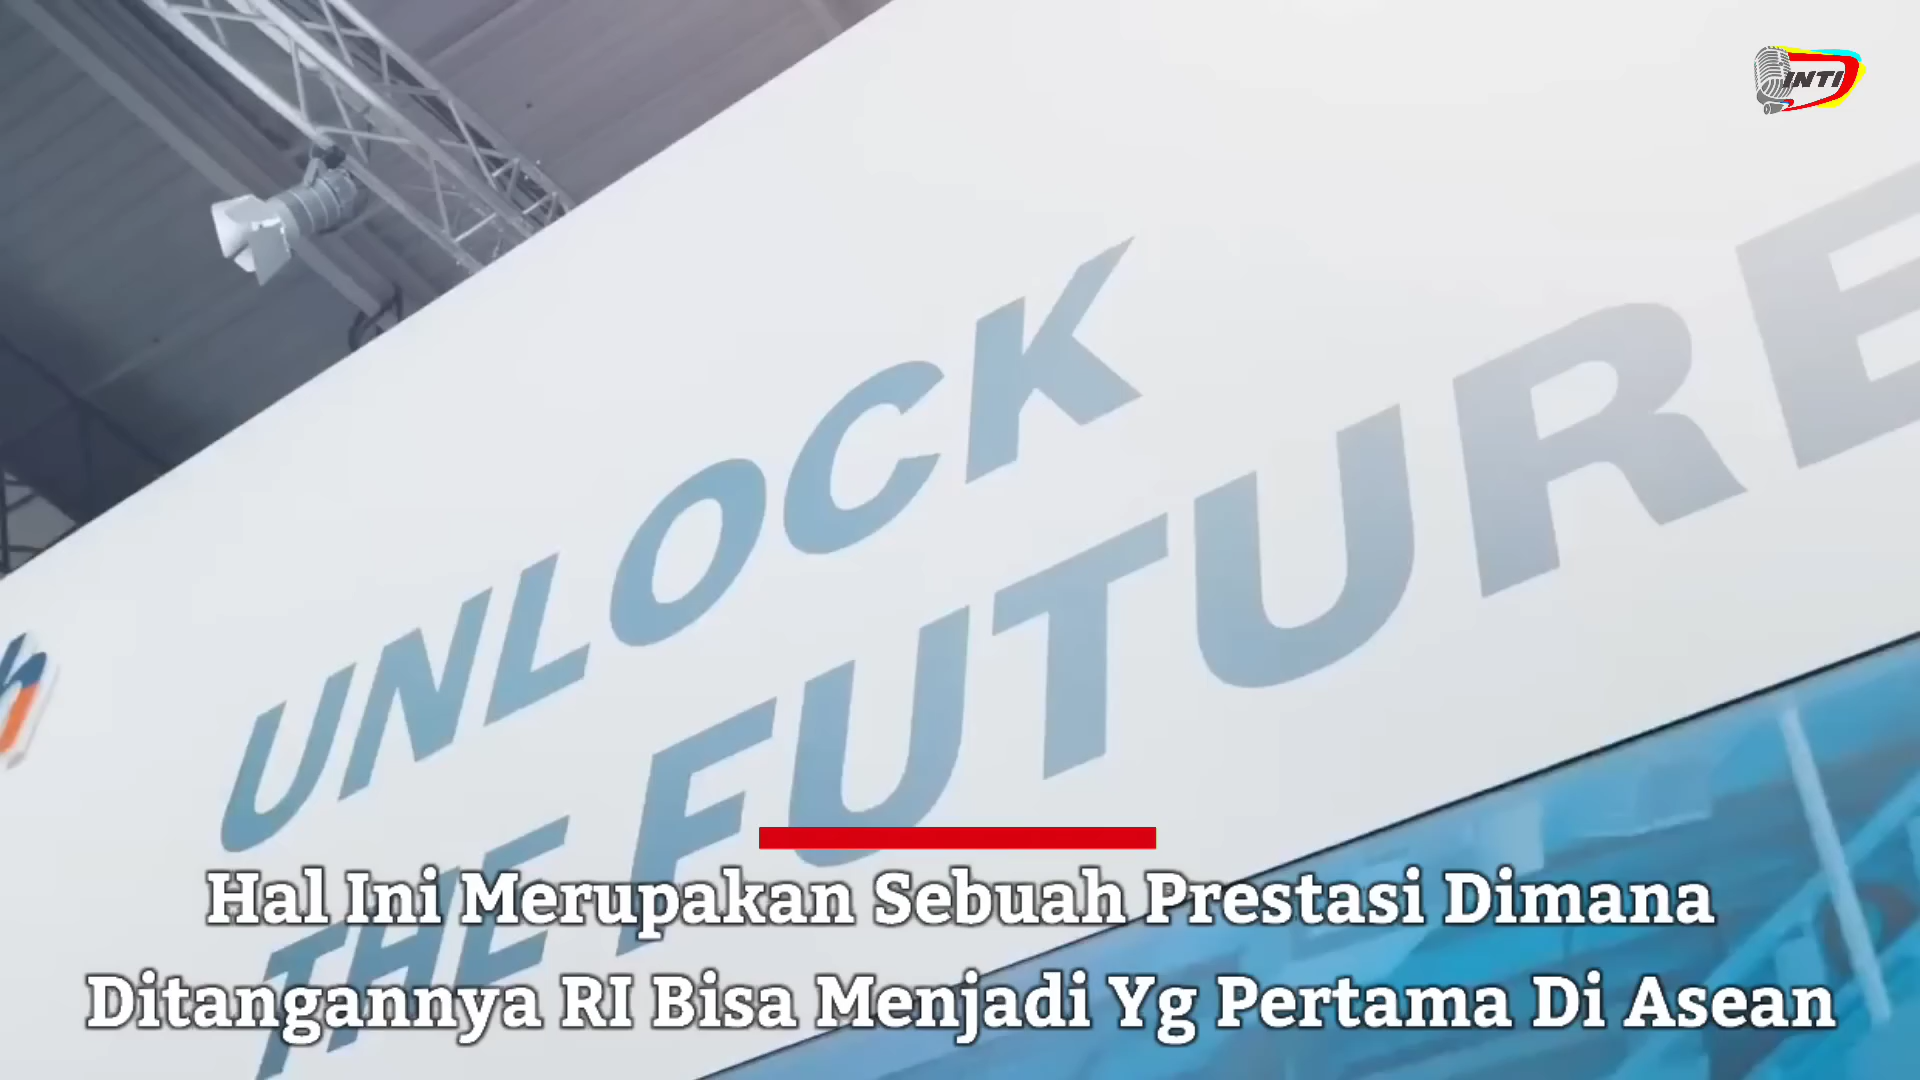 INTI
UNLOCK
THE FUTURE
Hal Ini Merupakan Sebuah Prestasi Dimana
Ditangannya RI Bisa Menjadi Yg Pertama Di Asean